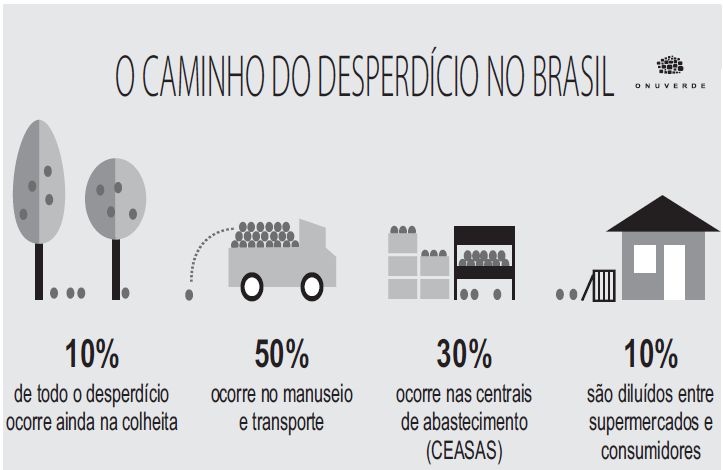 O CAMINHO DO DESPERDÍCIO NO BRASIL
ONUVERDE
10%
de todo o desperdício
ocorre ainda na colheita
50%
ocorre no manuseio
e transporte
30%
ocorre nas centrais
de abastecimento
(CEASAS)
10%
são diluídos entre
supermercados e
consumidores